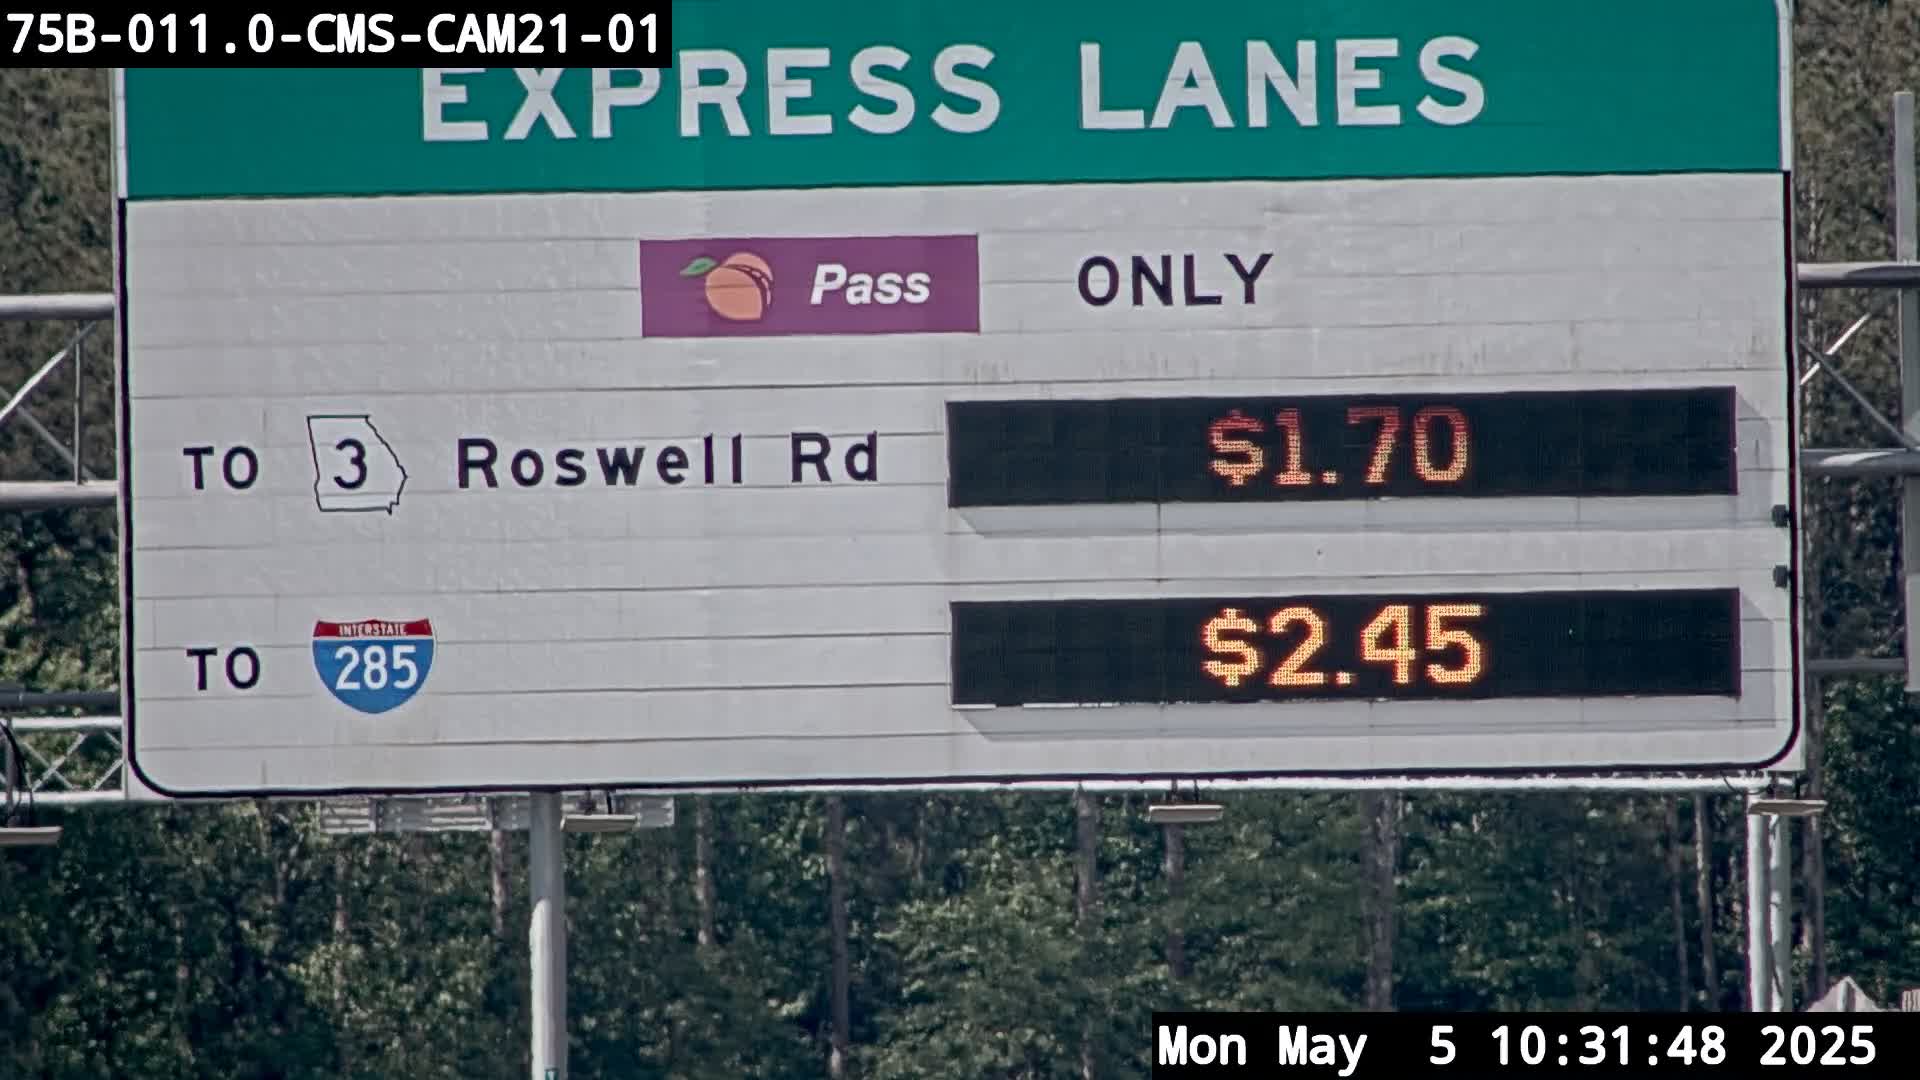 75B-011.0-CMS-CAM21-01
EXPRESS LANES
Pass ONLY
TO 3 Roswell Rd $1.70
INTERSTATE
TO 285 $2.45
Mon May 5 10:31:48 2025